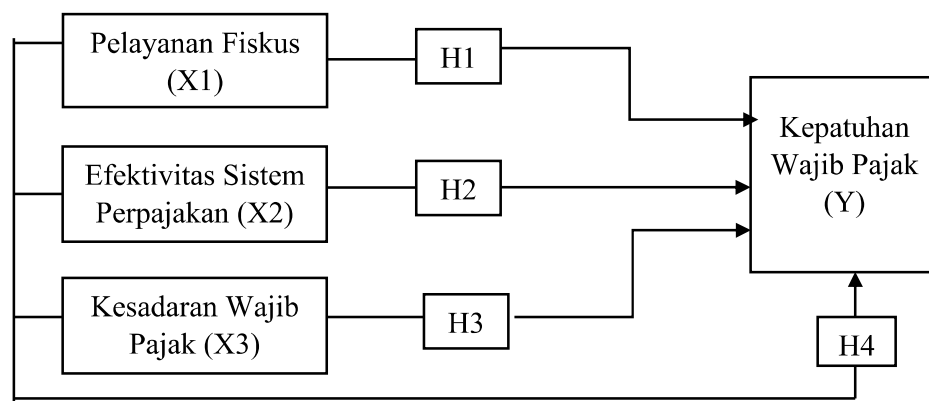 Pelayanan Fiskus
(X1)
H1
Kepatuhan
Wajib Pajak
(Y)
Efektivitas Sistem
Perpajakan (X2)
H2
Kesadaran Wajib
Pajak (X3)
H3
H4